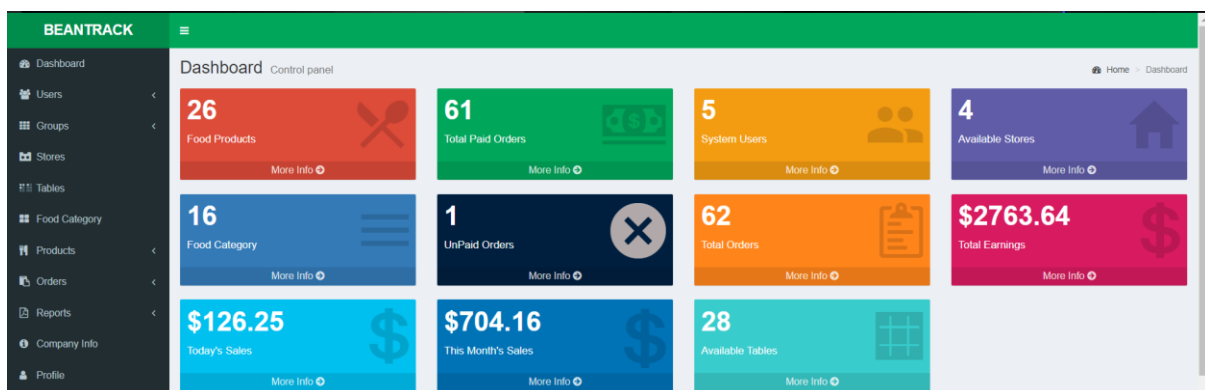 BEANTRACK
Dashboard
Users
Groups
Stores
Tables
Food Category
Products
Orders
Reports
Company Info
Profile
Dashboard Control panel
Home > Dashboard
26
Food Products
More Info
61
Total Paid Orders
More Info
5
System Users
More Info
4
Available Stores
More Info
16
Food Category
More Info
1
UnPaid Orders
More Info
62
Total Orders
More Info
$2763.64
Total Earnings
More Info
$126.25
Today's Sales
More Info
$704.16
This Month's Sales
More Info
28
Available Tables
More Info